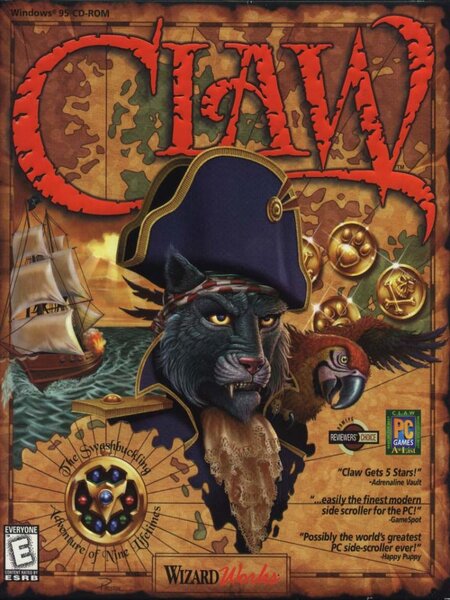 Windows® 95 CD-ROM
CLAW
™
The Swashbuckling
Adventure of Nine Lifetimes
REVIEWERS' CHOICE
CLAW
PC
GAMES
A-List
"Claw Gets 5 Stars!"
-Adrenaline Vault
"...easily the finest modern
side scroller for the PC!"
-GameSpot
"Possibly the world's greatest
PC side-scroller ever!"
-Happy Puppy
EVERYONE
E
CONTENT RATED BY
ESRB
WIZARD Works